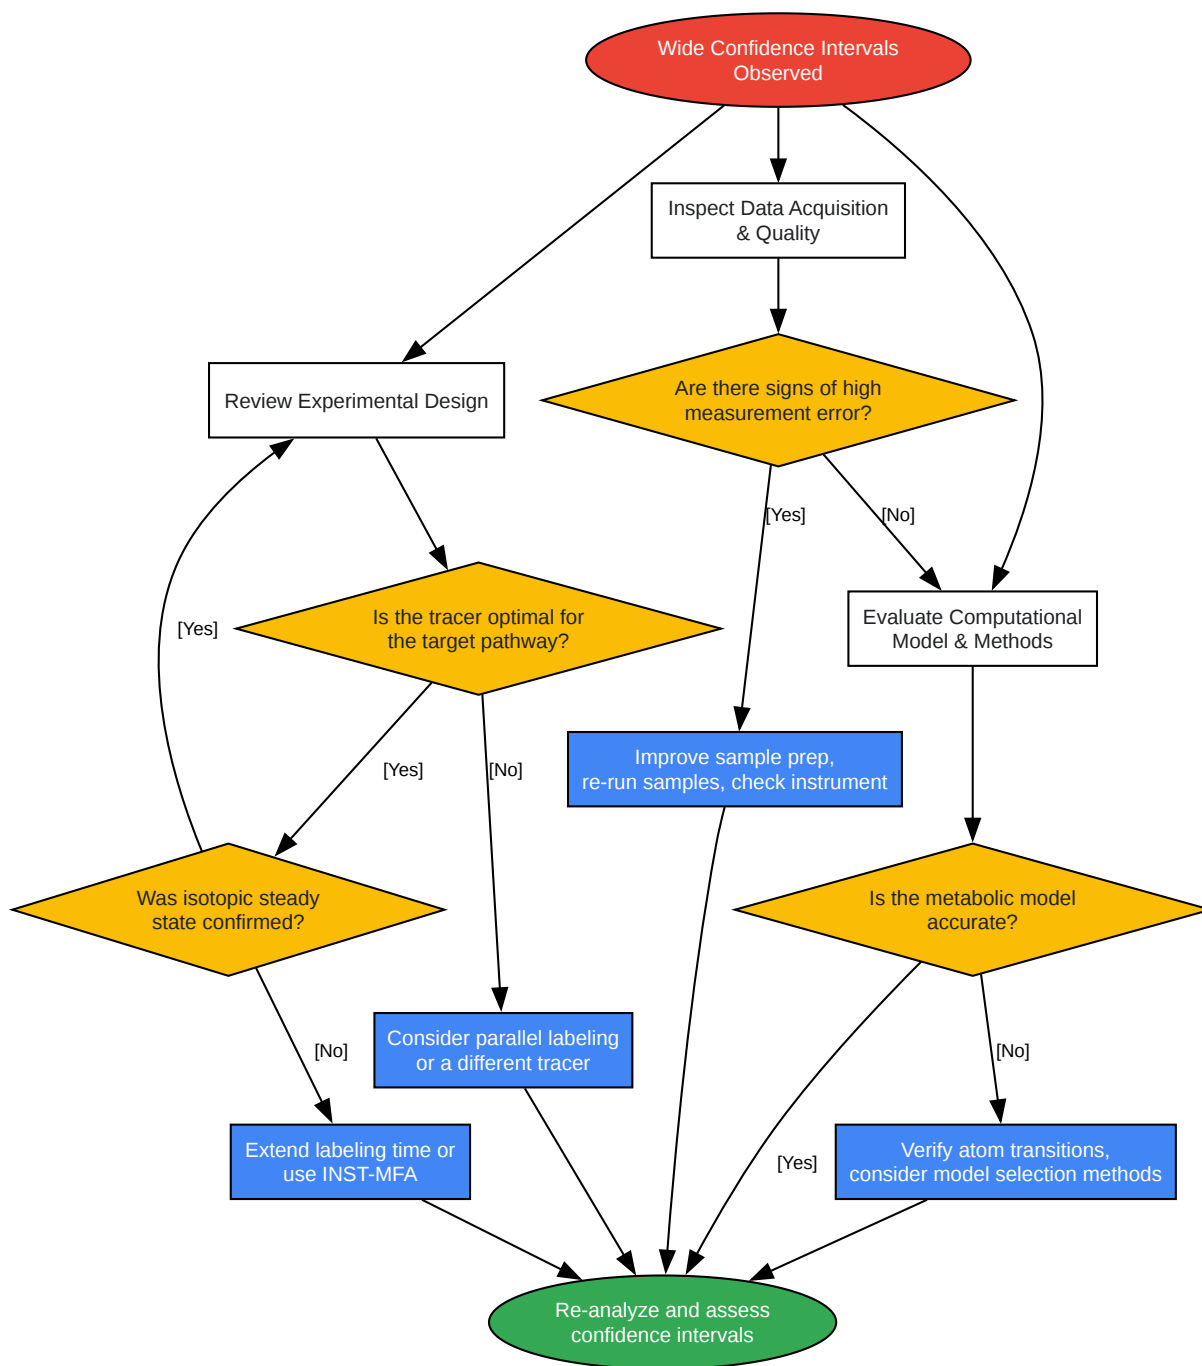 Wide Confidence Intervals
Observed
Inspect Data Acquisition
& Quality
Review Experimental Design
Are there signs of high
measurement error?
[Yes]
[No]
[Yes]
Is the tracer optimal for
the target pathway?
Evaluate Computational
Model & Methods
[Yes]
[No]
Improve sample prep,
re-run samples, check instrument
Was isotopic steady
state confirmed?
Is the metabolic model
accurate?
[No]
Consider parallel labeling
or a different tracer
[No]
Extend labeling time or
use INST-MFA
[Yes]
Verify atom transitions,
consider model selection methods
Re-analyze and assess
confidence intervals